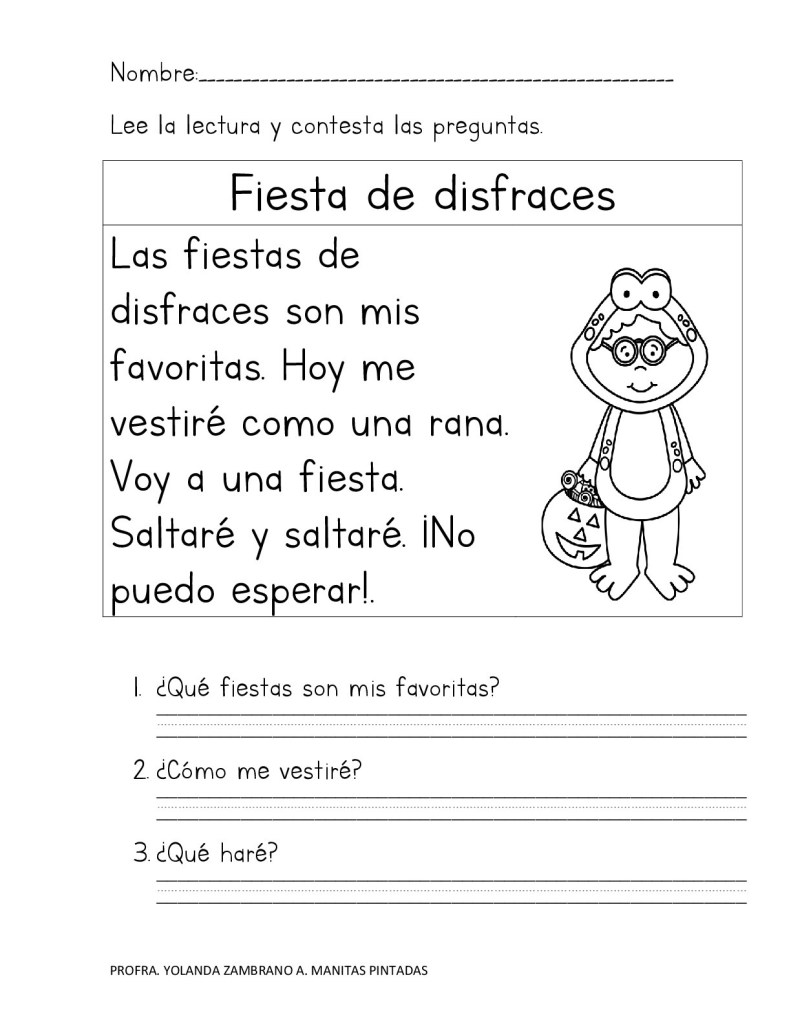 Nombre:_______________________________________________________
Lee la lectura y contesta las preguntas.
Fiesta de disfraces
Las fiestas de
disfraces son mis
favoritas. Hoy me
vestiré como una rana.
Voy a una fiesta.
Saltaré y saltaré. ¡No
puedo esperar!.
1. ¿Qué fiestas son mis favoritas?
2. ¿Cómo me vestiré?
3. ¿Qué haré?
PROFRA. YOLANDA ZAMBRANO A. MANITAS PINTADAS